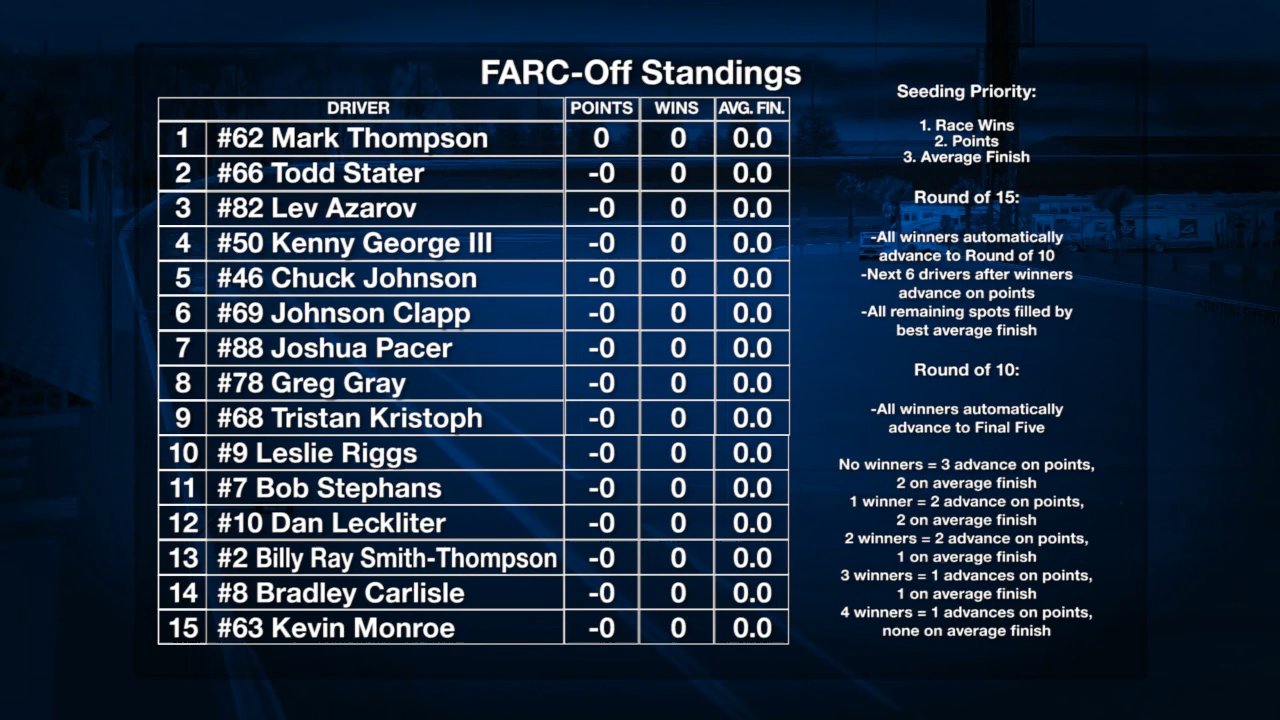 FARC-Off Standings
DRIVER POINTS WINS AVG. FIN.
1 #62 Mark Thompson 0 0 0.0
2 #66 Todd Stater -0 0 0.0
3 #82 Lev Azarov -0 0 0.0
4 #50 Kenny George III -0 0 0.0
5 #46 Chuck Johnson -0 0 0.0
6 #69 Johnson Clapp -0 0 0.0
7 #88 Joshua Pacer -0 0 0.0
8 #78 Greg Gray -0 0 0.0
9 #68 Tristan Kristoph -0 0 0.0
10 #9 Leslie Riggs -0 0 0.0
11 #7 Bob Stephans -0 0 0.0
12 #10 Dan Leckliter -0 0 0.0
13 #2 Billy Ray Smith-Thompson -0 0 0.0
14 #8 Bradley Carlisle -0 0 0.0
15 #63 Kevin Monroe -0 0 0.0
Seeding Priority:
1. Race Wins
2. Points
3. Average Finish
Round of 15:
-All winners automatically
advance to Round of 10
-Next 6 drivers after winners
advance on points
-All remaining spots filled by
best average finish
Round of 10:
-All winners automatically
advance to Final Five
No winners = 3 advance on points,
2 on average finish
1 winner = 2 advance on points,
2 on average finish
2 winners = 2 advance on points,
1 on average finish
3 winners = 1 advances on points,
1 on average finish
4 winners = 1 advances on points,
none on average finish